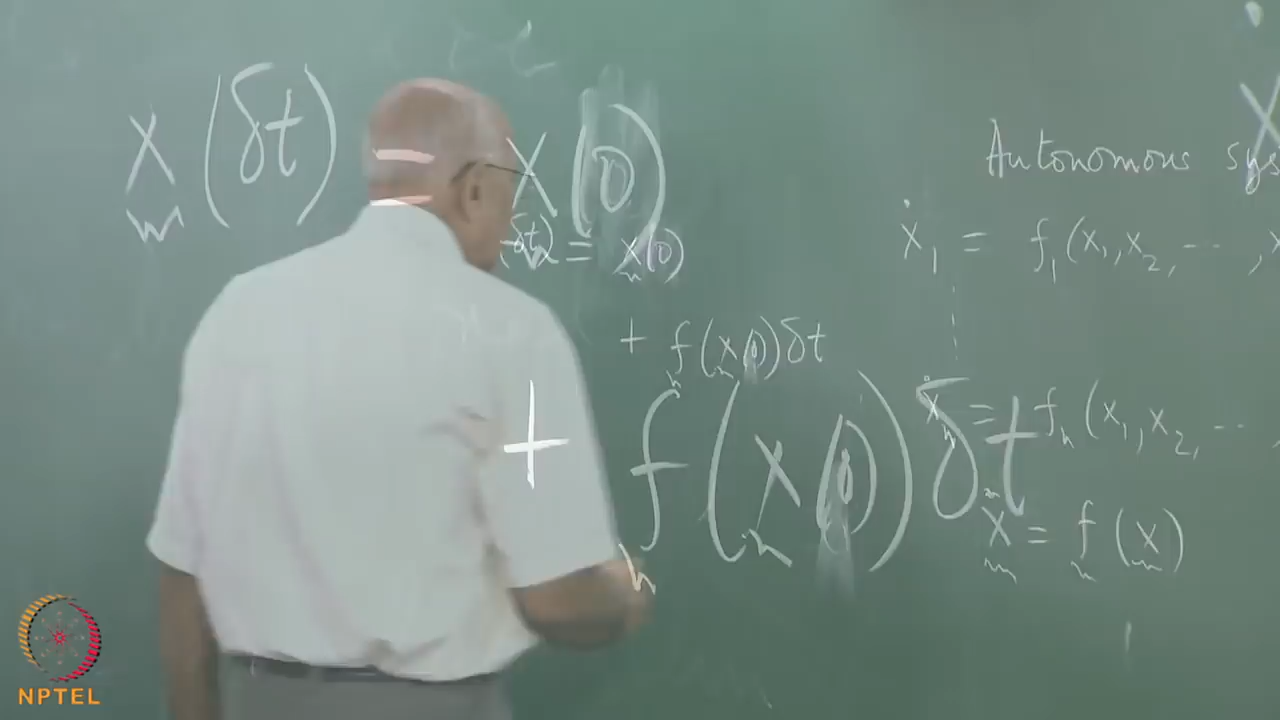 x(δt) = x(0)
(δt) = x(0)
+ f(x(0))δt
+ f(x(0))δt
Autonomous sys
ẋ₁ = f₁(x₁, x₂, ... , x
ẋₙ = fₙ(x₁, x₂, ...
ẋ = f(x)
NPTEL